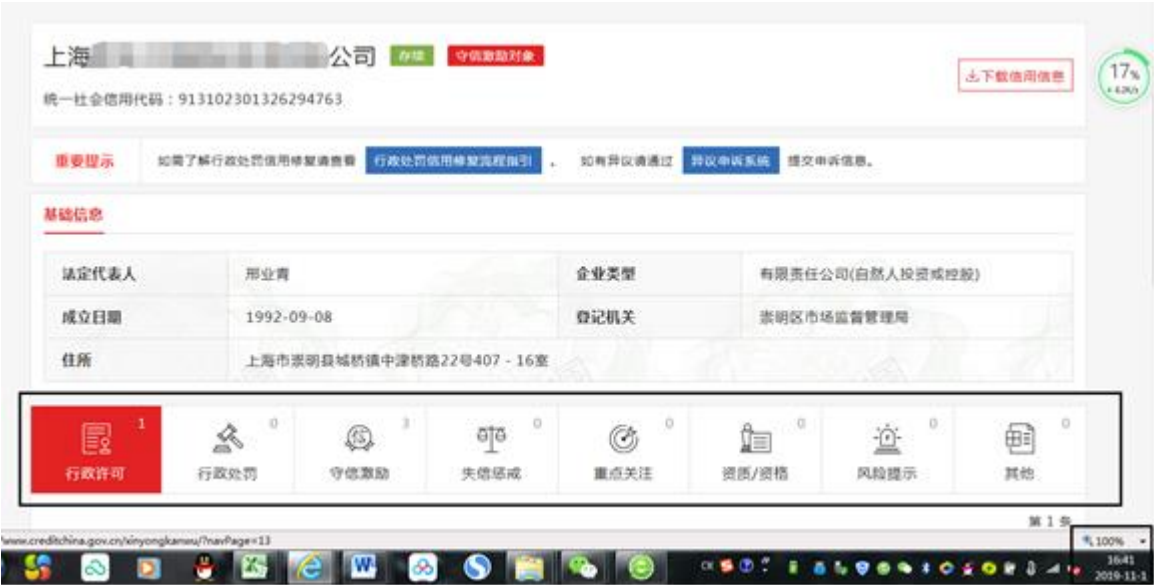 上海 公司 存续 守信激励对象
下载信用信息
17%
统一社会信用代码：913102301326294763
重要提示 如需了解行政处罚信用修复请查看 行政处罚信用修复流程指引 。 如有异议请通过 异议申诉系统 提交申诉信息。
基础信息
法定代表人 邢业青 企业类型 有限责任公司(自然人投资或控股)
成立日期 1992-09-08 登记机关 崇明区市场监督管理局
住所 上海市崇明县城桥镇中津桥路22号407－16室
1 0 3 0 0 0 0 0
行政许可 行政处罚 守信激励 失信惩戒 重点关注 资质/资格 风险提示 其他
第 1 条
www.creditchina.gov.cn/xinyongkanwu/?navPage=13
100%
16:41
2019-11-1